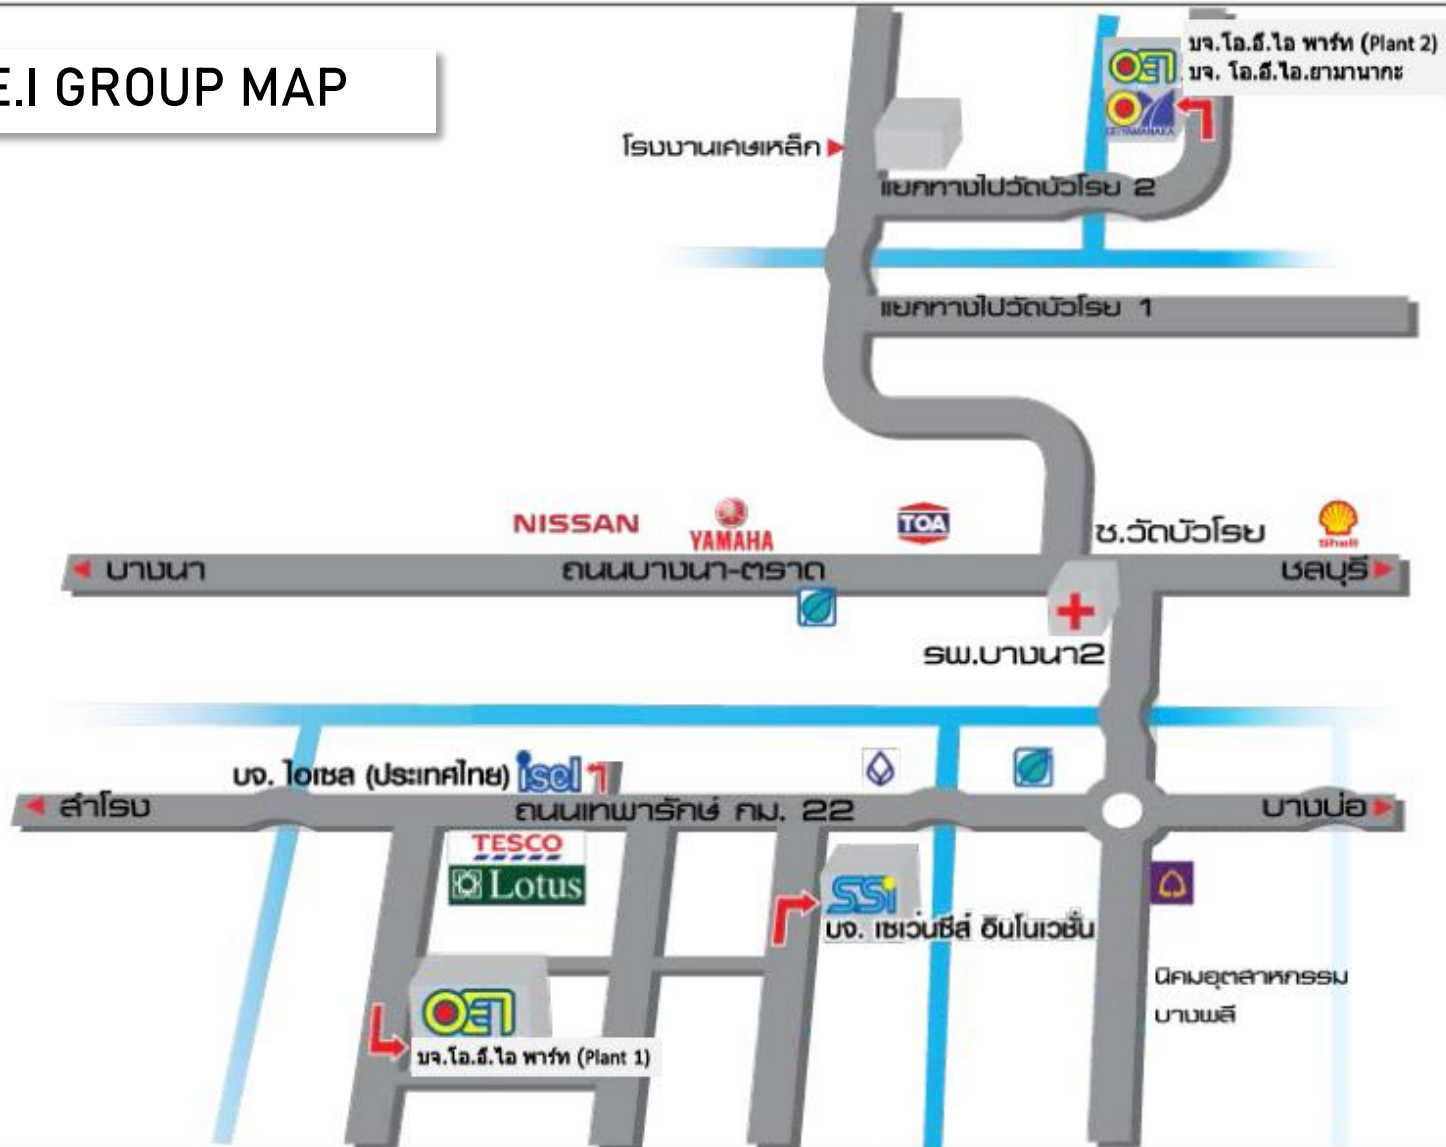 E.I GROUP MAP
บจ.โอ.อี.ไอ พาร์ท (Plant 2)
บจ. โอ.อี.ไอ.ยามานากะ
OEI
OEI YAMANAKA
โรงงานเศษเหล็ก
แยกทางไปวัดบัวโรย 2
แยกทางไปวัดบัวโรย 1
NISSAN
YAMAHA
TOA
ซ.วัดบัวโรย
Shell
บางนา
ถนนบางนา-ตราด
ชลบุรี
รพ.บางนา2
บจ. ไอเซล (ประเทศไทย)
isel
สำโรง
ถนนเทพารักษ์ กม. 22
บางบ่อ
TESCO
Lotus
SSi
บจ. เซเว่นซีส์ อินโนเวชั่น
นิคมอุตสาหกรรม
บางพลี
OEI
บจ.โอ.อี.ไอ พาร์ท (Plant 1)